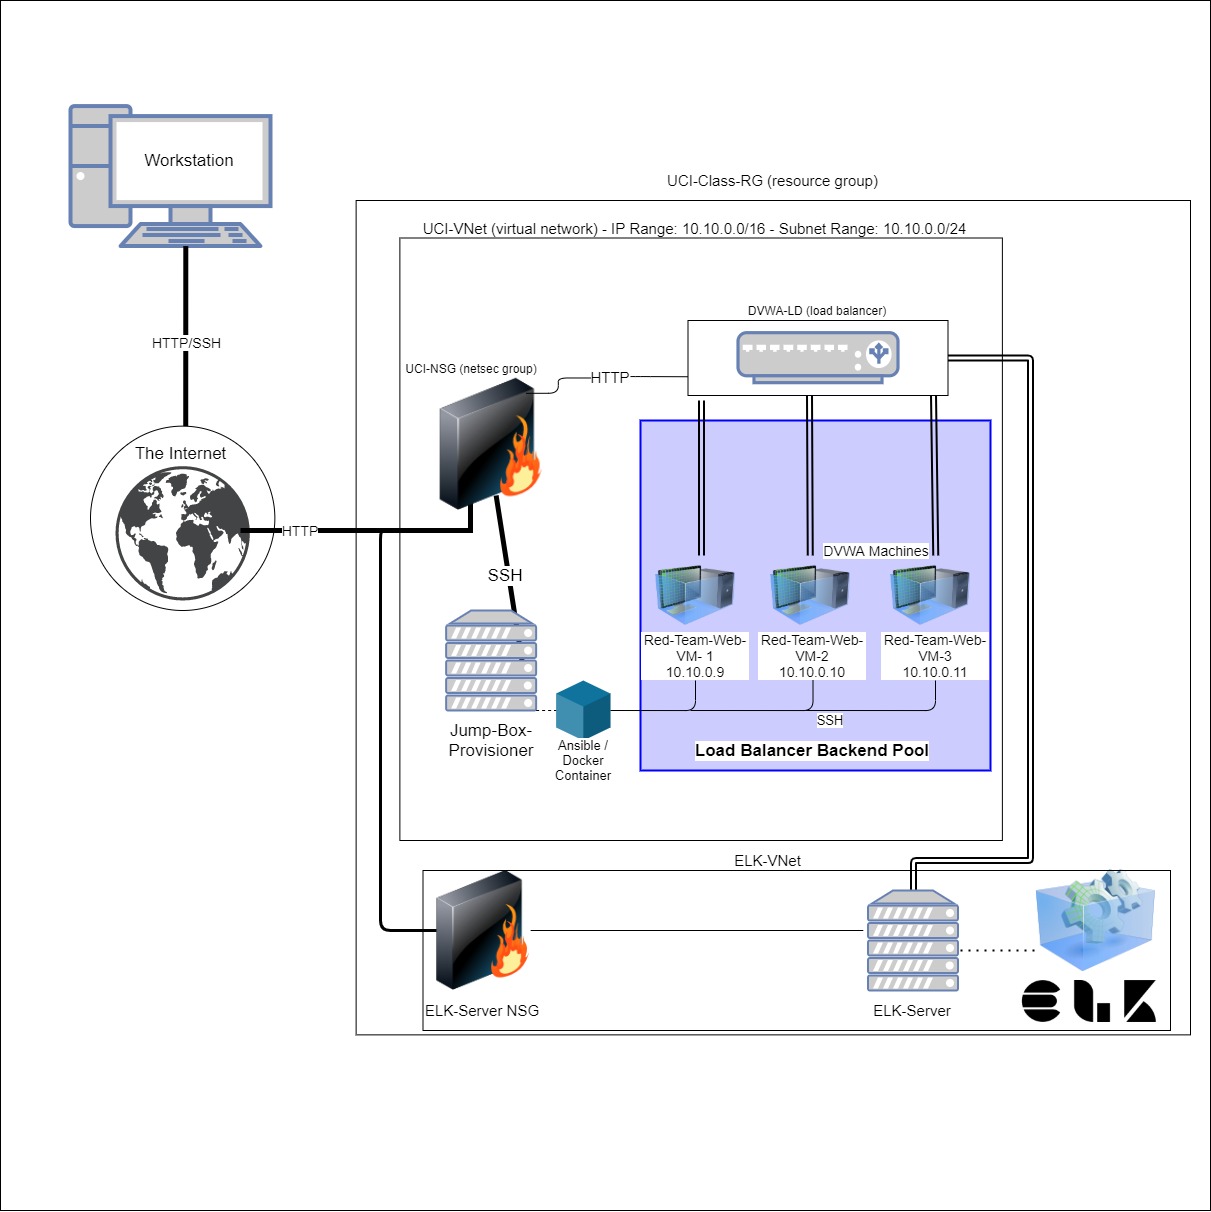 Workstation
UCI-Class-RG (resource group)
UCI-VNet (virtual network) - IP Range: 10.10.0.0/16 - Subnet Range: 10.10.0.0/24
DVWA-LD (load balancer)
HTTP/SSH
UCI-NSG (netsec group)
HTTP
The Internet
HTTP
DVWA Machines
SSH
Red-Team-Web-
VM- 1
10.10.0.9
Red-Team-Web-
VM-2
10.10.0.10
Red-Team-Web-
VM-3
10.10.0.11
SSH
Jump-Box-
Provisioner
Ansible /
Docker
Container
Load Balancer Backend Pool
ELK-VNet
ELK-Server NSG
ELK-Server
ELK